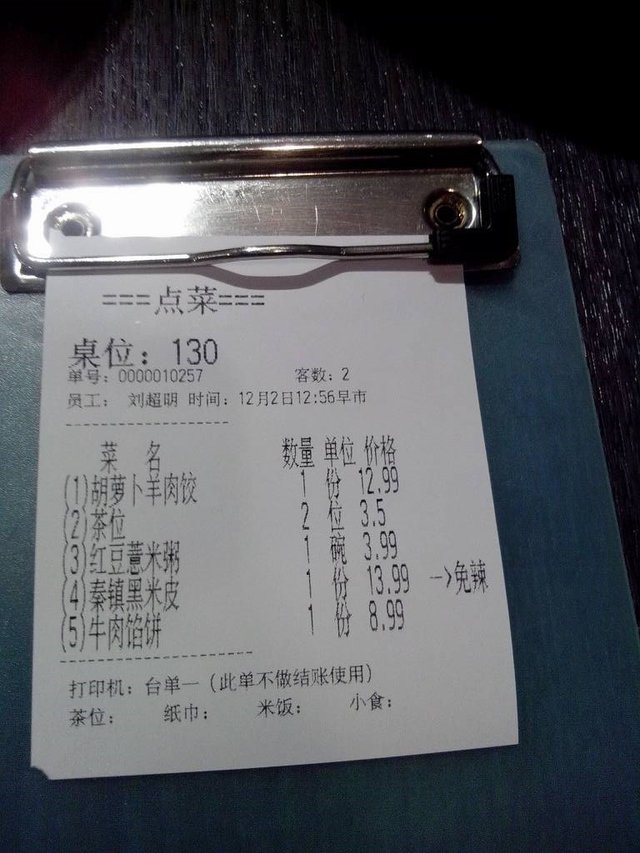 ===点菜===
桌位：130
单号：0000010257 客数：2
员工： 刘超明 时间：12月2日12:56早市
菜 名 数量 单位 价格
(1)胡萝卜羊肉饺 1 份 12.99
(2)茶位 2 位 3.5
(3)红豆薏米粥 1 碗 3.99
(4)秦镇黑米皮 1 份 13.99 -->免辣
(5)牛肉馅饼 1 份 8.99
打印机：台单一（此单不做结账使用）
茶位： 纸巾： 米饭： 小食：